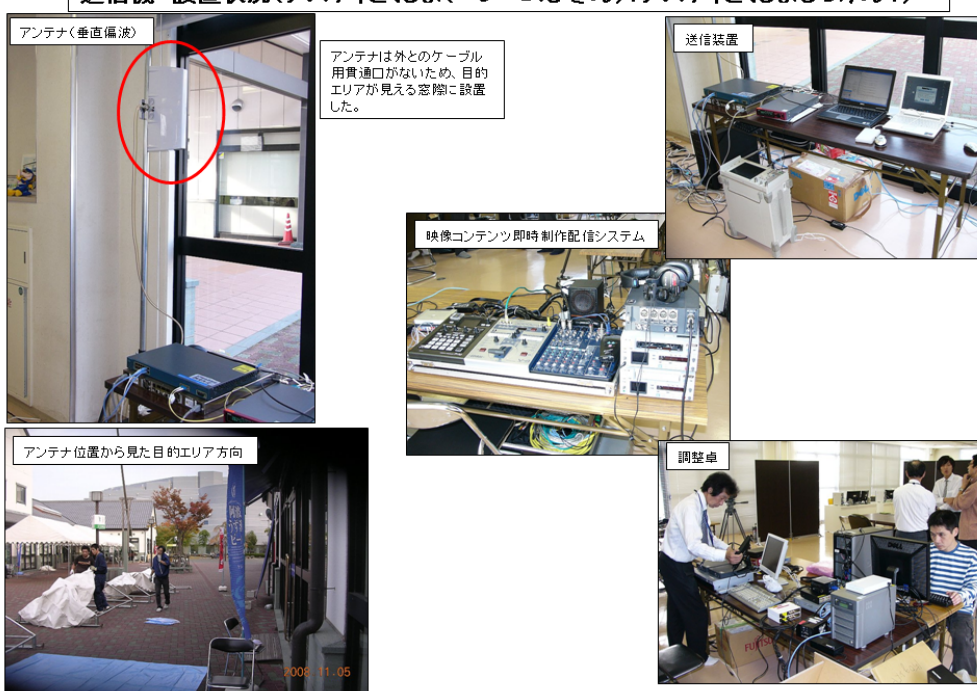 アンテナ(垂直偏波)
アンテナは外とのケーブル
用貫通口がないため、目的
エリアが見える窓際に設置
した。
送信装置
映像コンテンツ即時制作配信システム
アンテナ位置から見た目的エリア方向
2008 11.05
調整卓
DELL